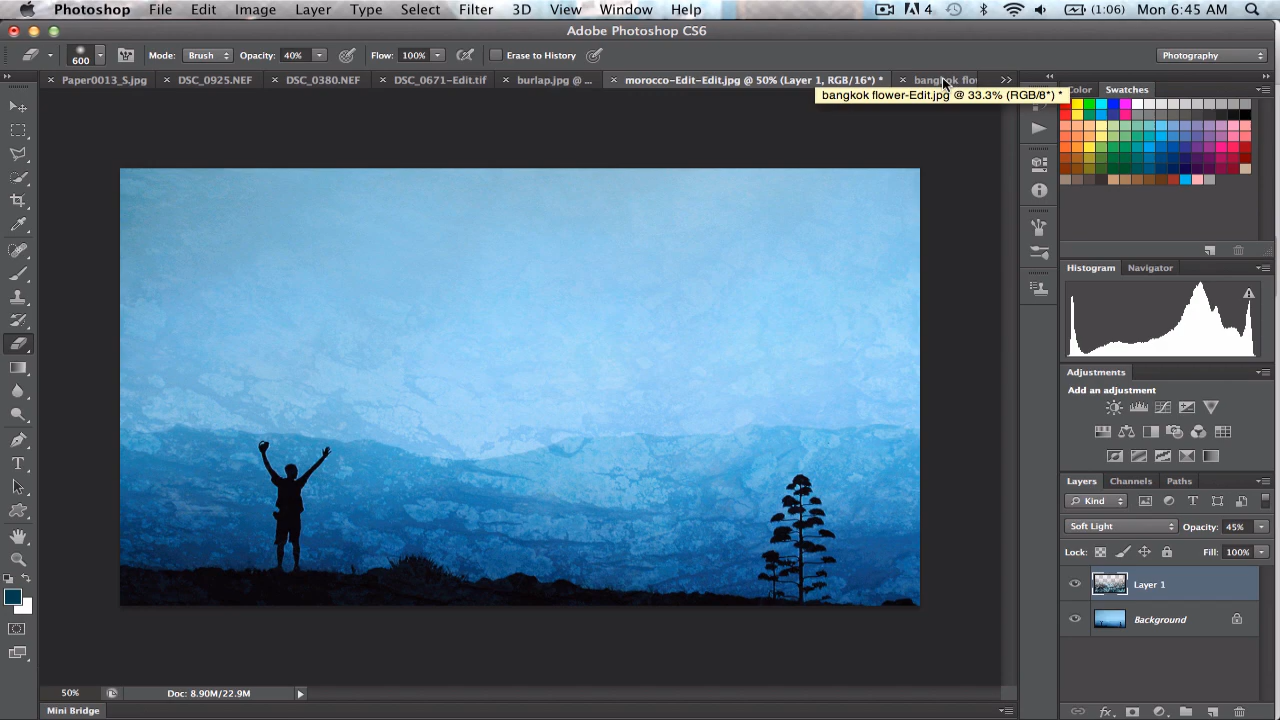 Photoshop File Edit Image Layer Type Select Filter 3D View Window Help 4 (1:06) Mon 6:45 AM
Adobe Photoshop CS6
600 Mode: Brush Opacity: 40% Flow: 100% Erase to History Photography
Paper0013_S.jpg DSC_0925.NEF DSC_0380.NEF DSC_0671-Edit.tif burlap.jpg @ ... morocco-Edit-Edit.jpg @ 50% (Layer 1, RGB/16*) * bangkok flow
bangkok flower-Edit.jpg @ 33.3% (RGB/8*) *
Color Swatches
Histogram Navigator
Adjustments
Add an adjustment
Layers Channels Paths
Kind
Soft Light Opacity: 45%
Lock: Fill: 100%
Layer 1
Background
50% Doc: 8.90M/22.9M
Mini Bridge